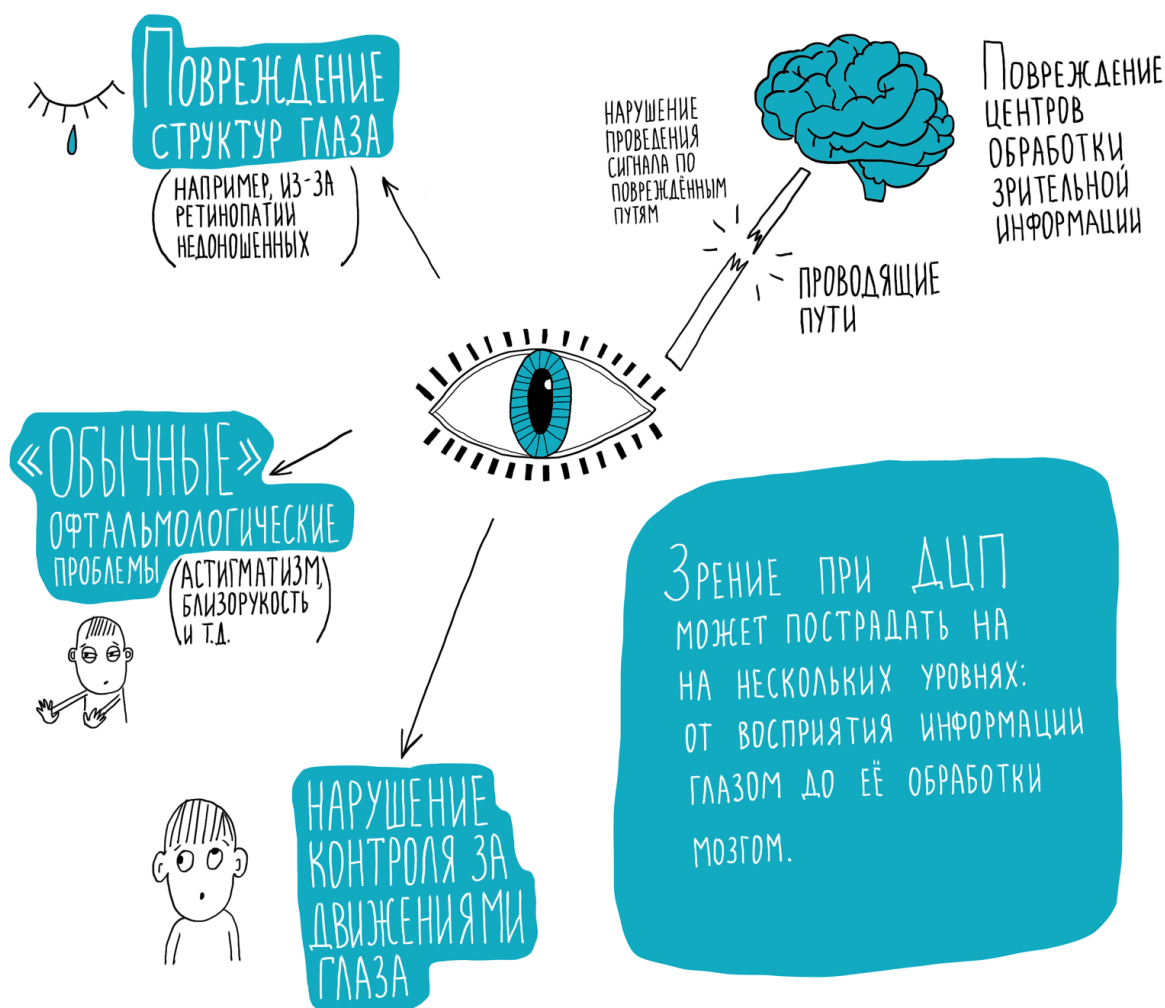 Повреждение
структур глаза
(например, из-за
ретинопатии
недоношенных)
нарушение
проведения
сигнала по
повреждённым
путям
Повреждение
центров
обработки
зрительной
информации
проводящие
пути
«Обычные»
офтальмологические
проблемы
(астигматизм,
близорукость
и т.д.)
Зрение при ДЦП
может пострадать на
на нескольких уровнях:
от восприятия информации
глазом до её обработки
мозгом.
нарушение
контроля за
движениями
глаза